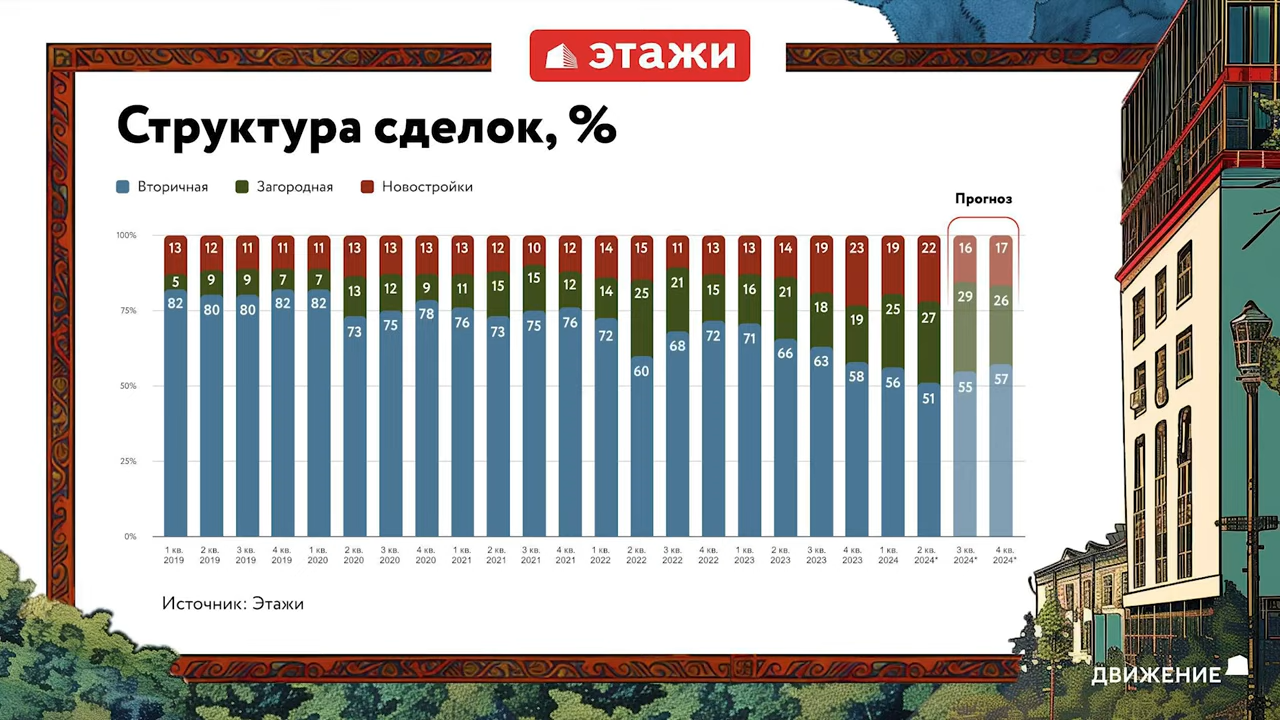 этажи
Структура сделок, %
Вторичная Загородная Новостройки
Прогноз
100% 13 12 11 11 11 13 13 13 13 12 10 12 14 15 11 13 13 14 19 23 19 22 16 17
5 9 9 7 7 13 12 9 11 15 15 12 14 25 21 15 16 21 18 19 25 27 29 26
82 80 80 82 82 73 75 78 76 73 75 76 72 60 68 72 71 66 63 58 56 51 55 57
75%
50%
25%
0%
1 кв. 2 кв. 3 кв. 4 кв. 1 кв. 2 кв. 3 кв. 4 кв. 1 кв. 2 кв. 3 кв. 4 кв. 1 кв. 2 кв. 3 кв. 4 кв. 1 кв. 2 кв. 3 кв. 4 кв. 1 кв. 2 кв. 3 кв. 4 кв.
2019 2019 2019 2019 2020 2020 2020 2020 2021 2021 2021 2021 2022 2022 2022 2022 2023 2023 2023 2023 2024 2024* 2024* 2024*
Источник: Этажи
ДВИЖЕНИЕ